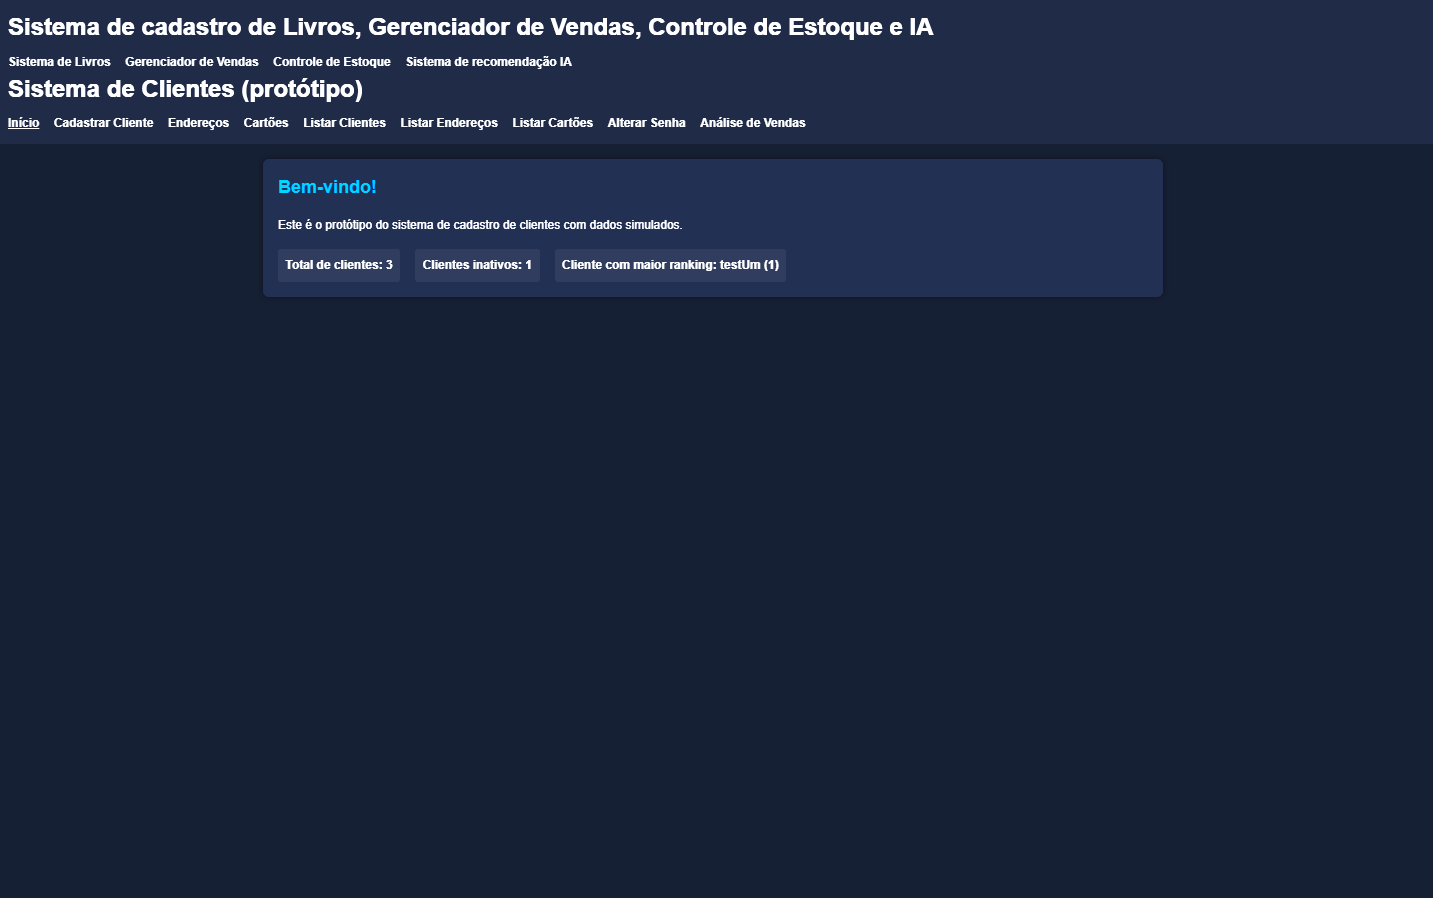 Sistema de cadastro de Livros, Gerenciador de Vendas, Controle de Estoque e IA
Sistema de Livros Gerenciador de Vendas Controle de Estoque Sistema de recomendação IA
Sistema de Clientes (protótipo)
Início Cadastrar Cliente Endereços Cartões Listar Clientes Listar Endereços Listar Cartões Alterar Senha Análise de Vendas
Bem-vindo!
Este é o protótipo do sistema de cadastro de clientes com dados simulados.
Total de clientes: 3 Clientes inativos: 1 Cliente com maior ranking: testUm (1)